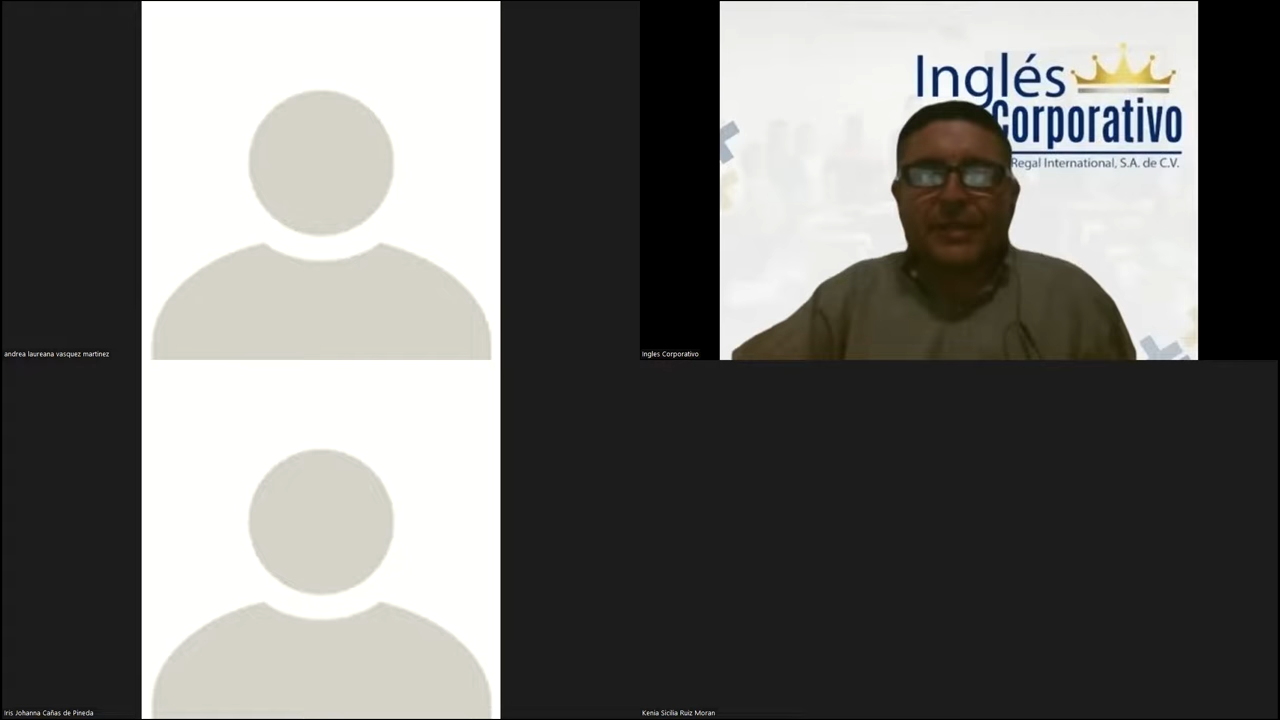 Inglés
Corporativo
Regal International, S.A. de C.V.
andrea laureana vasquez martinez
Ingles Corporativo
Iris Johanna Cañas de Pineda
Kenia Sicilia Ruiz Moran